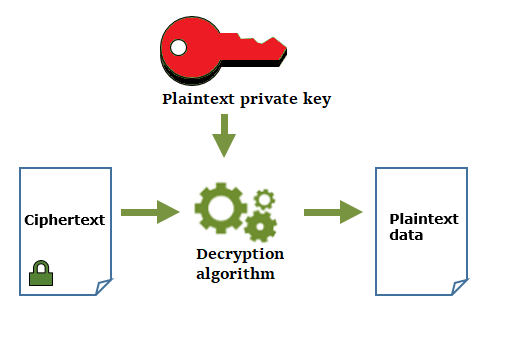 Plaintext private key
Ciphertext
Decryption
algorithm
Plaintext
data